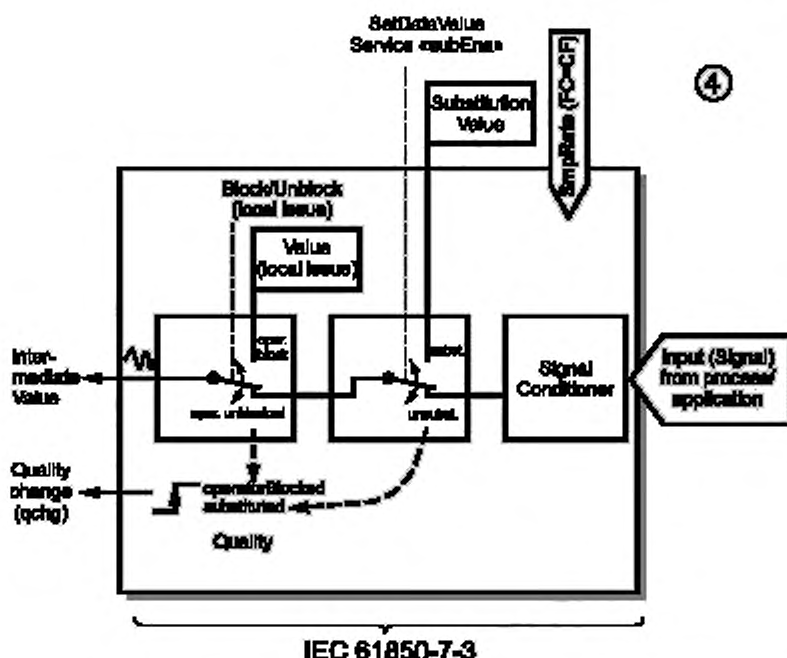 SetDataValue
Service «subEna»
Substitution
Value
SmpRate (FC=CF)
4
Block/Unblock
(local issue)
Value
(local issue)
oper.
block
subst.
Inter-
mediate
Value
oper. unblocked
unsubst.
Signal
Conditioner
Input (Signal)
from process/
application
Quality
change
(qchg)
operatorBlocked
substituted
Quality
IEC 61850-7-3